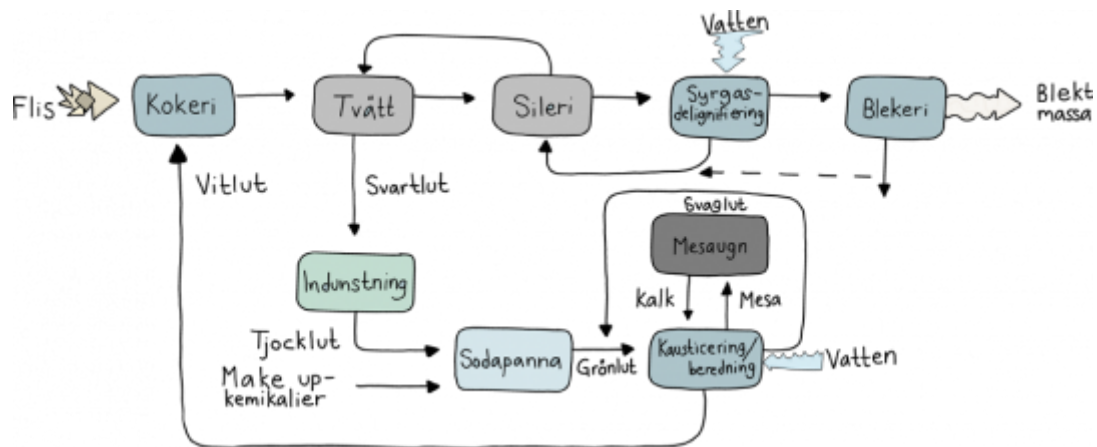 Vatten
Flis
Kokeri
Tvätt
Sileri
Syrgas-
delignifiering
Blekeri
Blekt
massa
Vitlut
Svartlut
Svaglut
Mesaugn
Indunstning
Kalk
Mesa
Tjocklut
Sodapanna
Grönlut
Kausticering/
beredning
Vatten
Make up-
kemikalier